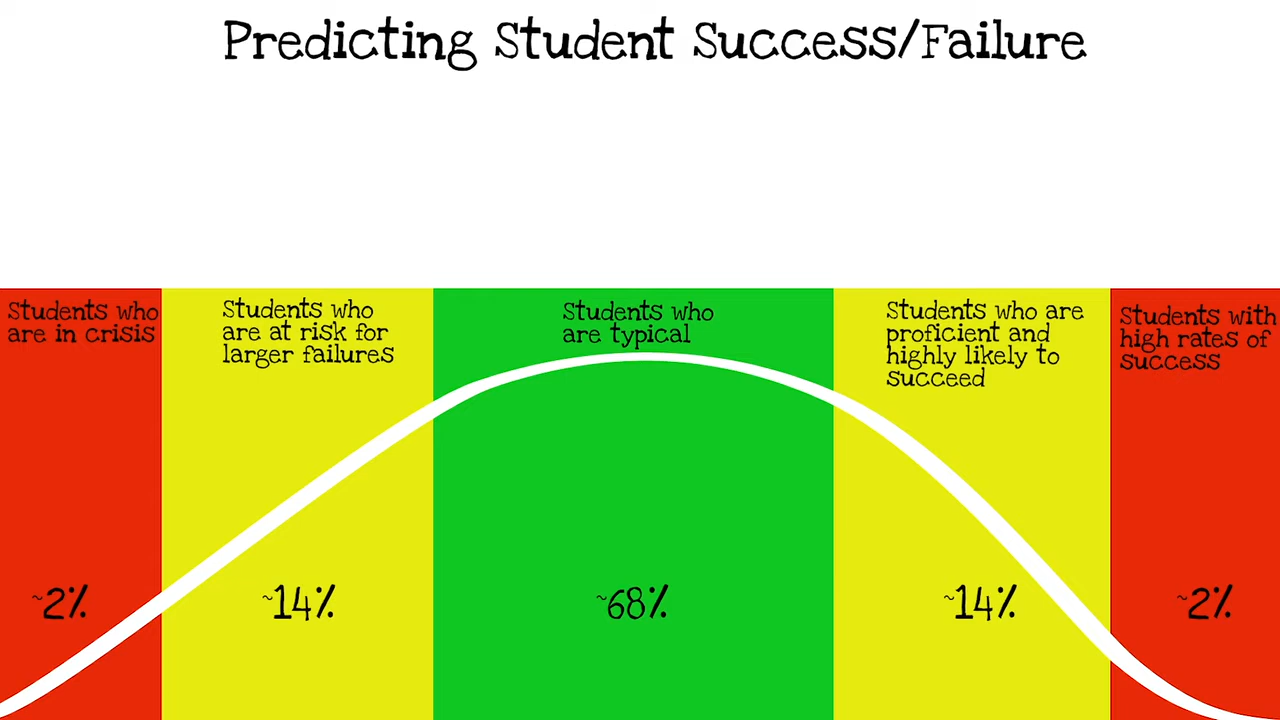 Predicting Student Success/Failure
Students who
are in crisis
Students who
are at risk for
larger failures
Students who
are typical
Students who are
proficient and
highly likely to
succeed
Students with
high rates of
success
~2%
~14%
~68%
~14%
~2%